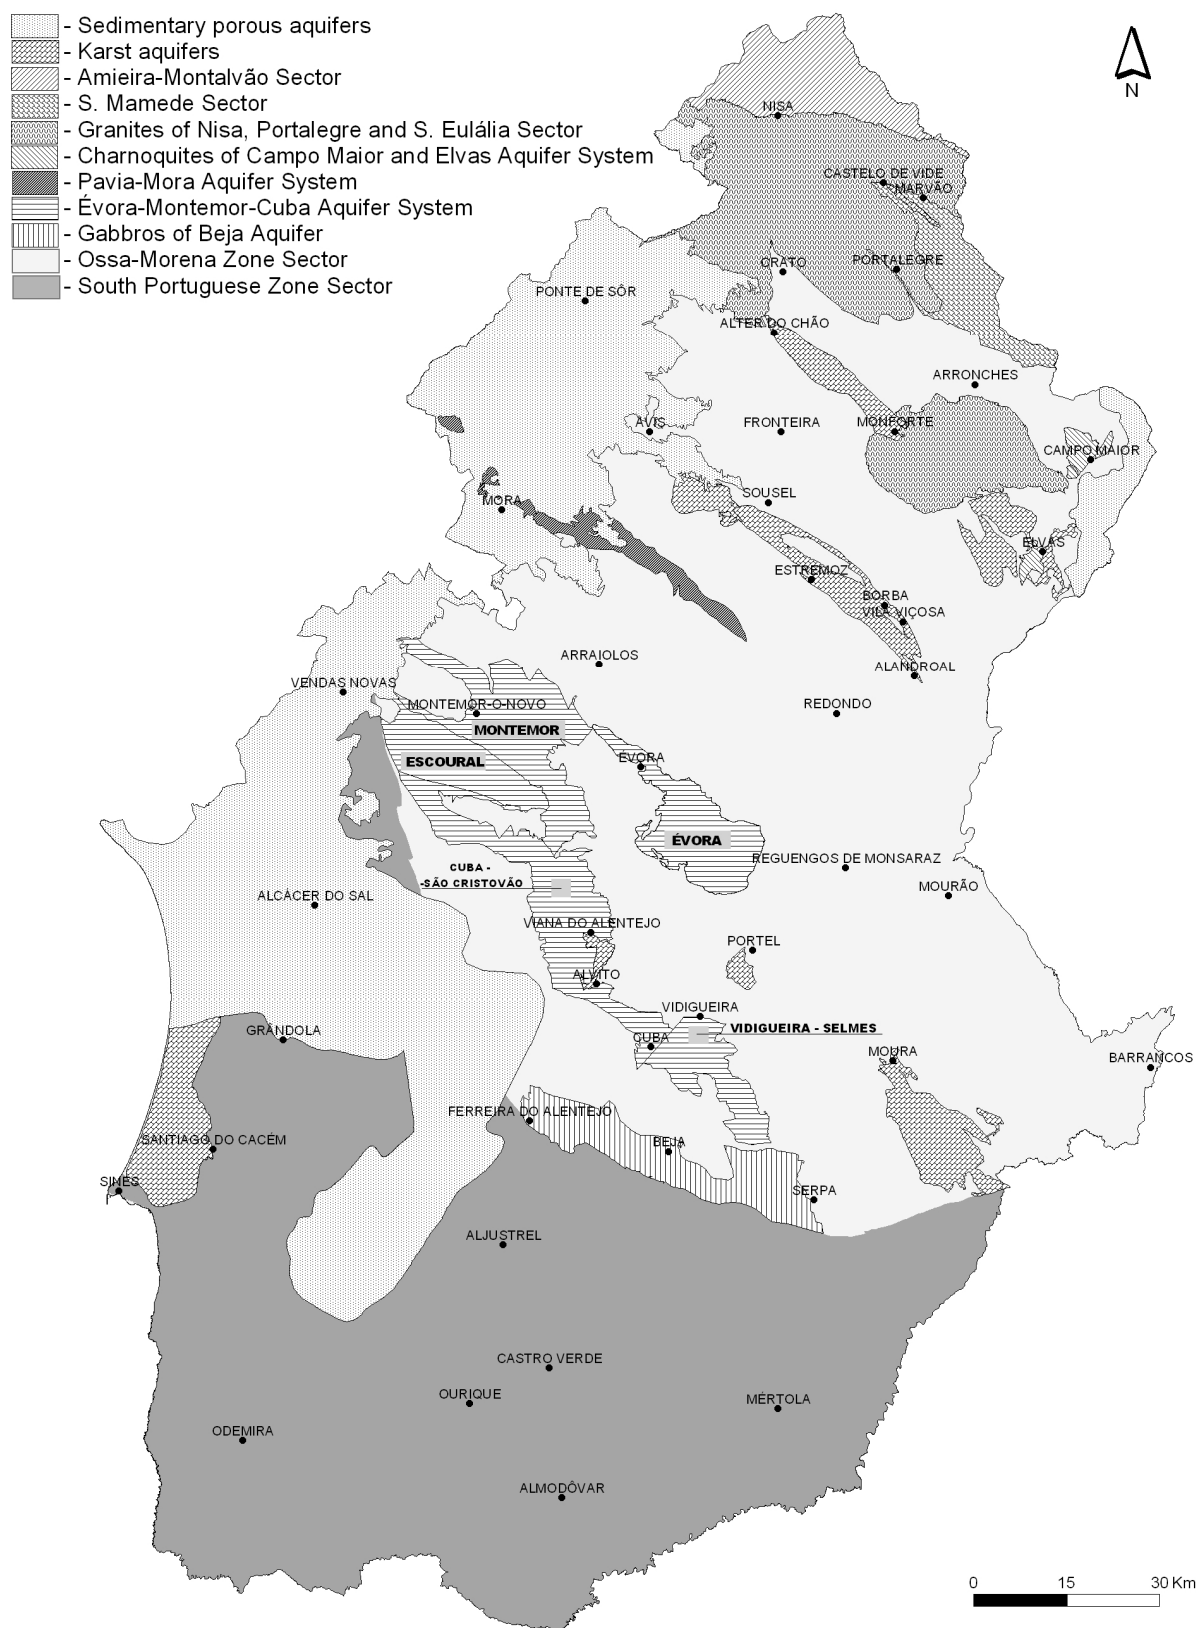 - Sedimentary porous aquifers
- Karst aquifers
- Amieira-Montalvão Sector
- S. Mamede Sector
- Granites of Nisa, Portalegre and S. Eulália Sector
- Charnoquites of Campo Maior and Elvas Aquifer System
- Pavia-Mora Aquifer System
- Évora-Montemor-Cuba Aquifer System
- Gabbros of Beja Aquifer
- Ossa-Morena Zone Sector
- South Portuguese Zone Sector
N
NISA
CASTELO DE VIDE
MARVÃO
CRATO
PORTALEGRE
PONTE DE SÔR
ALTER DO CHÃO
ARRONCHES
AVIS
FRONTEIRA
MONFORTE
CAMPO MAIOR
SOUSEL
MORA
ELVAS
ESTREMOZ
BORBA
VILA VIÇOSA
ARRAIOLOS
ALANDROAL
VENDAS NOVAS
MONTEMOR-O-NOVO
REDONDO
MONTEMOR
ESCOURAL
ÉVORA
ÉVORA
REGUENGOS DE MONSARAZ
CUBA -
-SÃO CRISTOVÃO
MOURÃO
ALCÁCER DO SAL
VIANA DO ALENTEJO
PORTEL
ALVITO
VIDIGUEIRA
VIDIGUEIRA - SELMES
GRÂNDOLA
CUBA
MOURA
BARRANCOS
FERREIRA DO ALENTEJO
SANTIAGO DO CACÉM
BEJA
SINES
SERPA
ALJUSTREL
CASTRO VERDE
OURIQUE
MÉRTOLA
ODEMIRA
ALMODÔVAR
0 15 30 Km